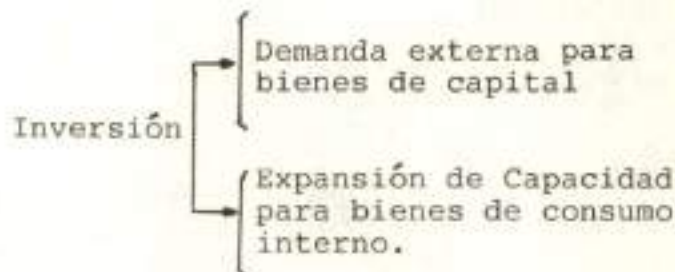 Demanda externa para
bienes de capital
Inversión
Expansión de Capacidad
para bienes de consumo
interno.